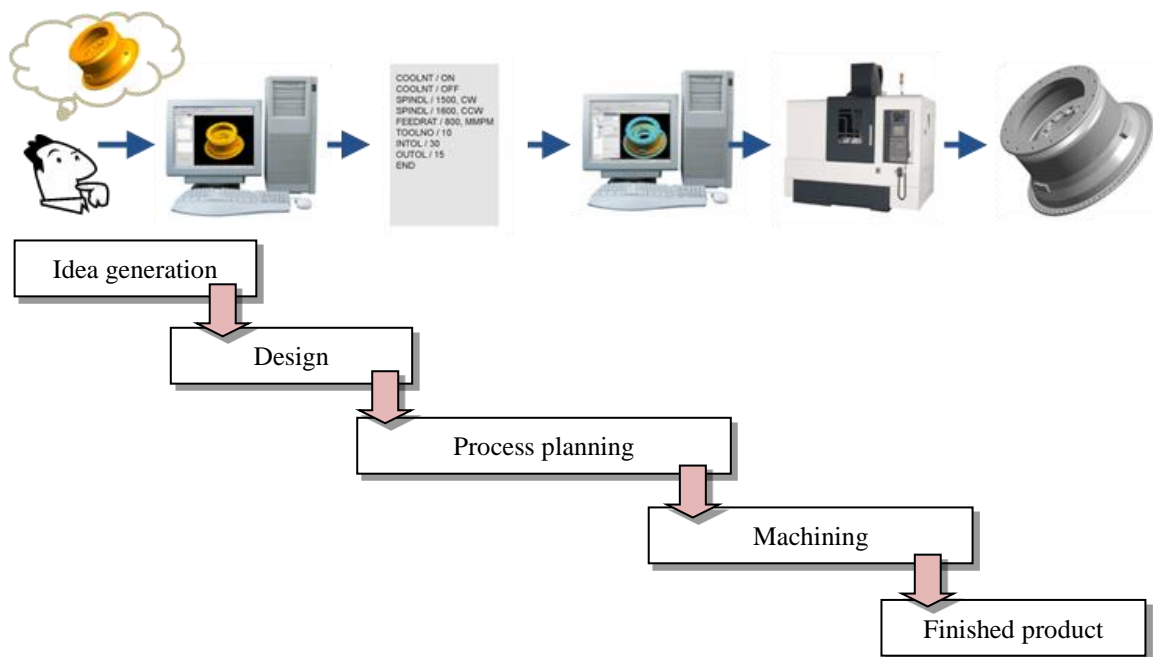 COOLNT / ON
COOLNT / OFF
SPINDL / 1500, CW
SPINDL / 1600, CCW
FEEDRAT / 800, MMPM
TOOLNO / 10
INTOL / 30
OUTOL / 15
END
Idea generation
Design
Process planning
Machining
Finished product